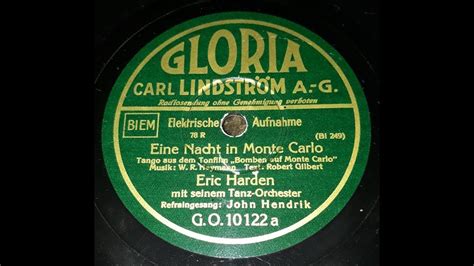 GLORIA
CARL LINDSTRÖM A.-G.
Radiosendung ohne Genehmigung verboten
BIEM
Elektrische Aufnahme
78 R
(Bi 249)
Eine Nacht in Monte Carlo
Tango aus dem Tonfilm „Bomben auf Monte Carlo"
Musik: W. R. Heymann Text: Robert Gilbert
Eric Harden
mit seinem Tanz-Orchester
Refraingesang: John Hendrik
G.O. 10122 a